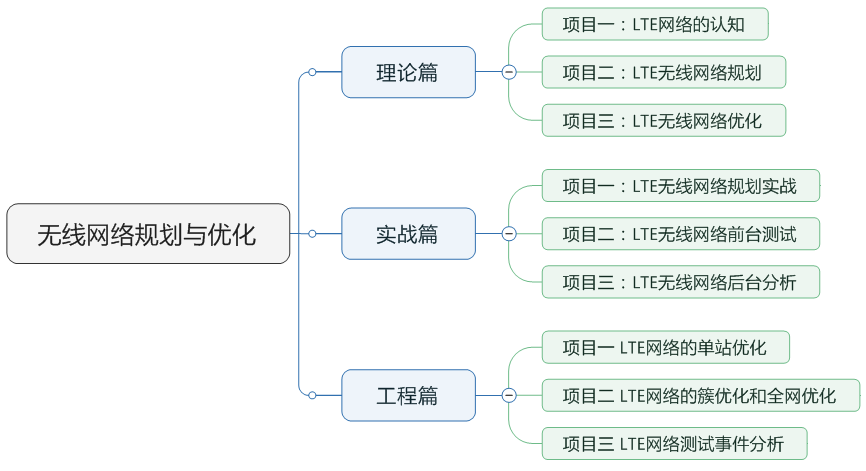 无线网络规划与优化
理论篇
项目一：LTE网络的认知
项目二：LTE无线网络规划
项目三：LTE无线网络优化
实战篇
项目一：LTE无线网络规划实战
项目二：LTE无线网络前台测试
项目三：LTE无线网络后台分析
工程篇
项目一 LTE网络的单站优化
项目二 LTE网络的簇优化和全网优化
项目三 LTE网络测试事件分析